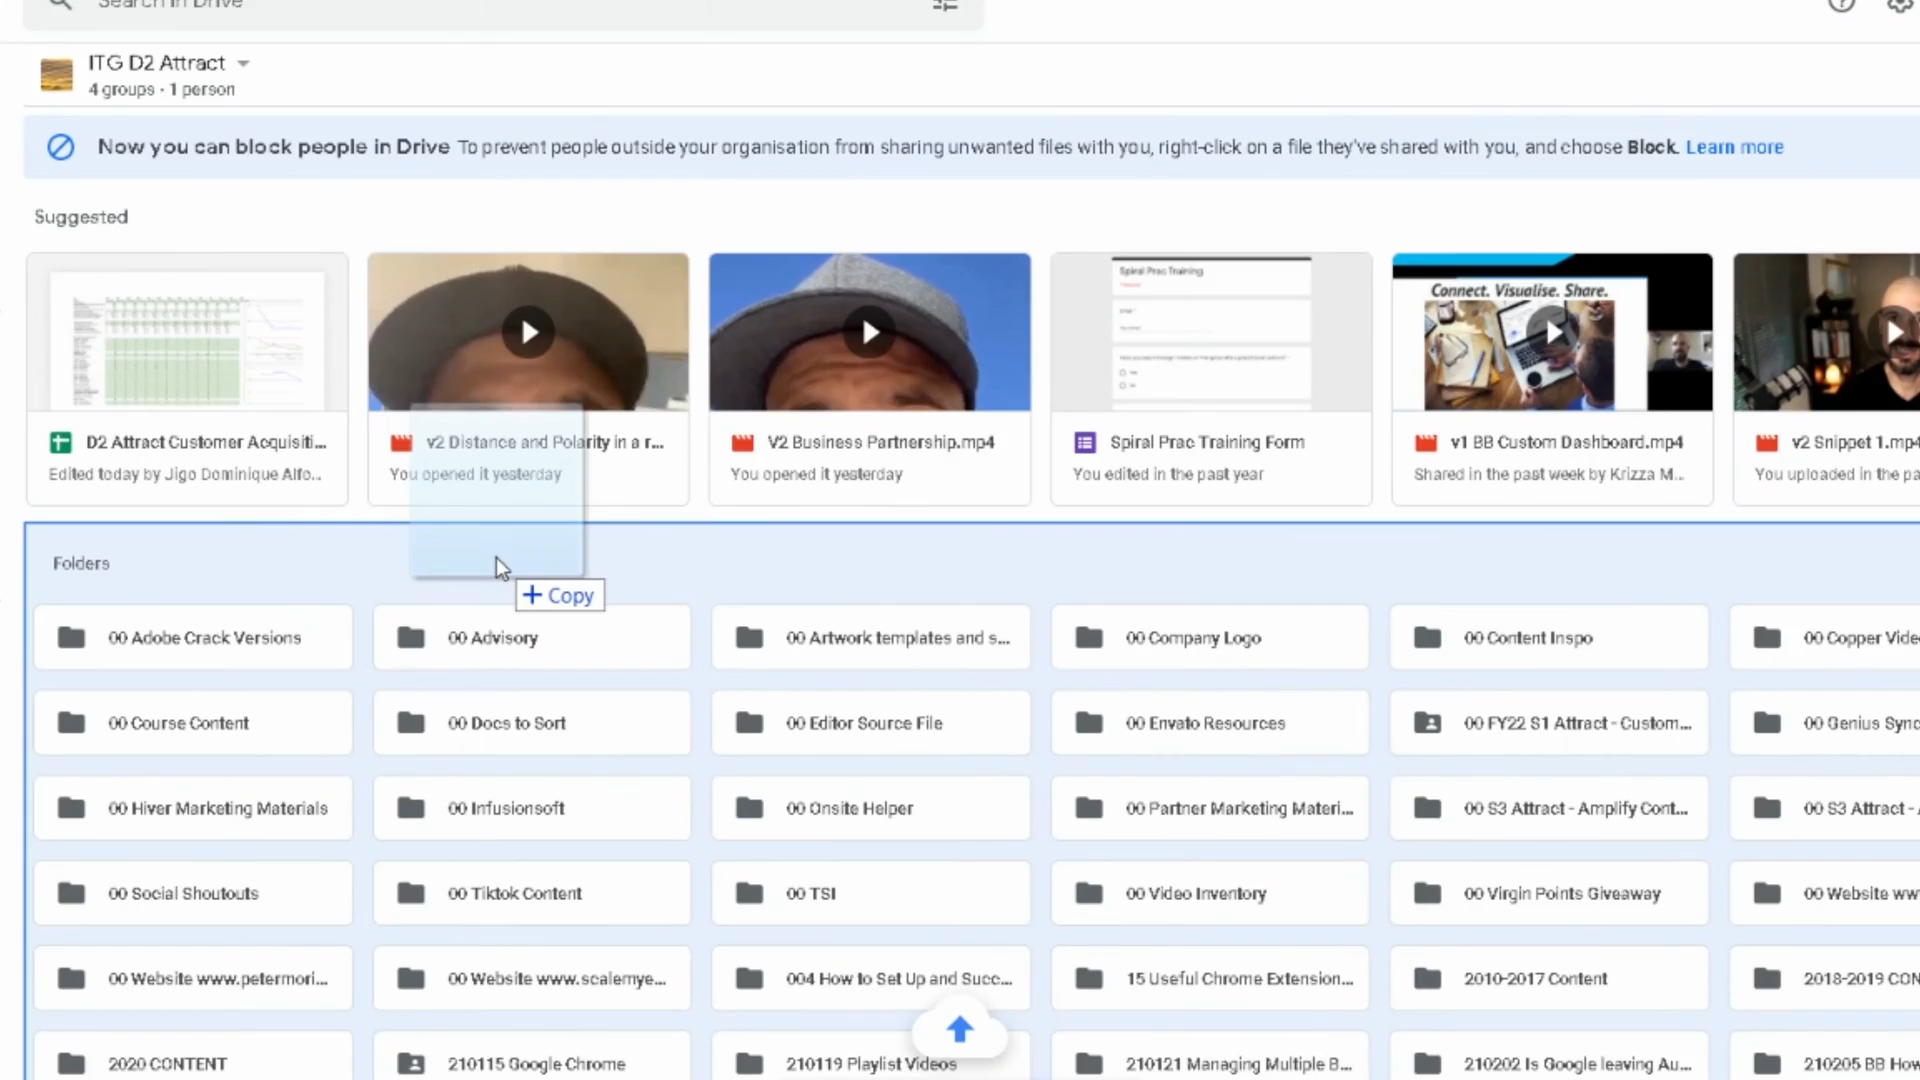 Search in Drive
ITG D2 Attract
4 groups · 1 person
Now you can block people in Drive To prevent people outside your organisation from sharing unwanted files with you, right-click on a file they've shared with you, and choose Block. Learn more
Suggested
Spiral Prac Training
Connect. Visualise. Share.
D2 Attract Customer Acquisiti...
Edited today by Jigo Dominique Alfo...
v2 Distance and Polarity in a r...
You opened it yesterday
V2 Business Partnership.mp4
You opened it yesterday
Spiral Prac Training Form
You edited in the past year
v1 BB Custom Dashboard.mp4
Shared in the past week by Krizza M...
v2 Snippet 1.mp4
You uploaded in the pa
Folders
+ Copy
00 Adobe Crack Versions
00 Advisory
00 Artwork templates and s...
00 Company Logo
00 Content Inspo
00 Copper Vide
00 Course Content
00 Docs to Sort
00 Editor Source File
00 Envato Resources
00 FY22 S1 Attract - Custom...
00 Genius Sync
00 Hiver Marketing Materials
00 Infusionsoft
00 Onsite Helper
00 Partner Marketing Materi...
00 S3 Attract - Amplify Cont...
00 S3 Attract -
00 Social Shoutouts
00 Tiktok Content
00 TSI
00 Video Inventory
00 Virgin Points Giveaway
00 Website ww
00 Website www.petermori...
00 Website www.scalemye...
004 How to Set Up and Succ...
15 Useful Chrome Extension...
2010-2017 Content
2018-2019 CON
2020 CONTENT
210115 Google Chrome
210119 Playlist Videos
210121 Managing Multiple B...
210202 Is Google leaving Au...
210205 BB How